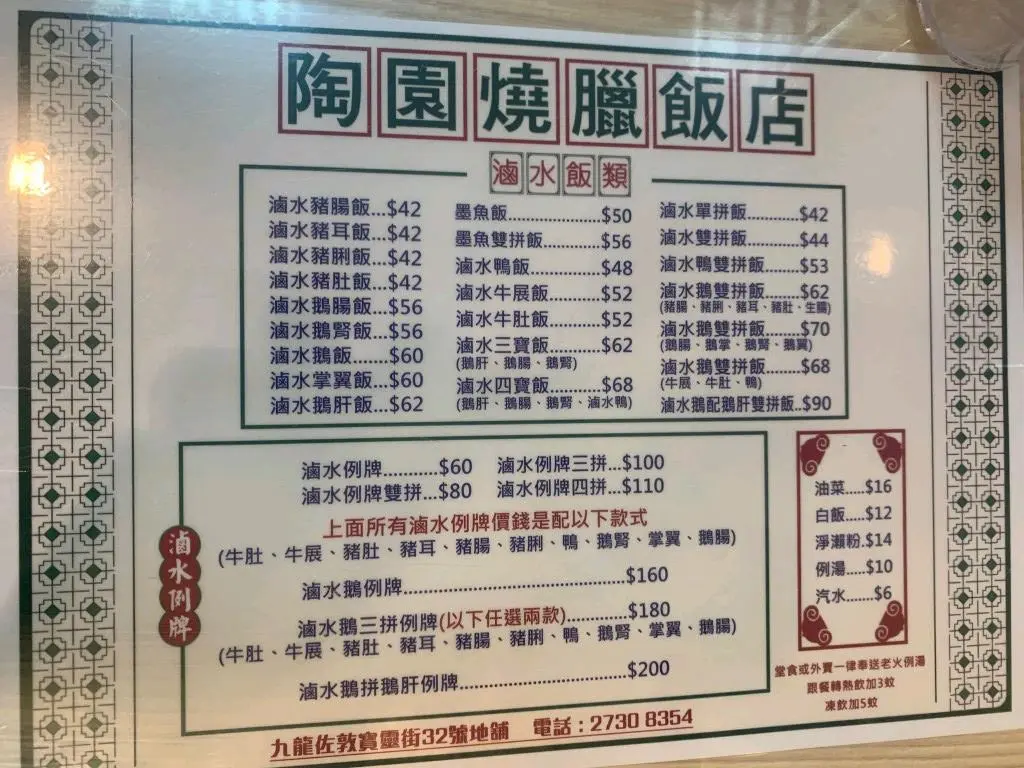 陶園燒臘飯店
滷水飯類
滷水豬腸飯...$42
滷水豬耳飯...$42
滷水豬脷飯...$42
滷水豬肚飯...$42
滷水鵝腸飯...$56
滷水鵝腎飯...$56
滷水鵝飯....$60
滷水掌翼飯...$60
滷水鵝肝飯...$62
墨魚飯......................$50
墨魚雙拼飯..............$56
滷水鴨飯.................$48
滷水牛展飯.............$52
滷水牛肚飯.............$52
滷水三寶飯.............$62
(鵝肝、鵝腸、鵝腎)
滷水四寶飯.............$68
(鵝肝、鵝腸、鵝腎、滷水鴨)
滷水單拼飯............$42
滷水雙拼飯............$44
滷水鴨雙拼飯........$53
滷水鵝雙拼飯........$62
(豬腸、豬脷、豬耳、豬肚、生腸)
滷水鵝雙拼飯........$70
(鵝腸、鵝掌、鵝腎、鵝翼)
滷水鵝雙拼飯........$68
(牛展、牛肚、鴨)
滷水鵝配鵝肝雙拼飯..$90
滷水例牌
滷水例牌..........$60 滷水例牌三拼...$100
滷水例牌雙拼...$80 滷水例牌四拼...$110
上面所有滷水例牌價錢是配以下款式
(牛肚、牛展、豬肚、豬耳、豬腸、豬脷、鴨、鵝腎、掌翼、鵝腸)
滷水鵝例牌........................................$160
滷水鵝三拼例牌(以下任選兩款)...........$180
(牛肚、牛展、豬肚、豬耳、豬腸、豬脷、鴨、鵝腎、掌翼、鵝腸)
滷水鵝拼鵝肝例牌..............................$200
油菜.....$16
白飯.....$12
淨瀨粉.$14
例湯.....$10
汽水.......$6
堂食或外賣一律奉送老火例湯
跟餐轉熱飲加3蚊
凍飲加5蚊
九龍佐敦寶靈街32號地舖 電話：2730 8354